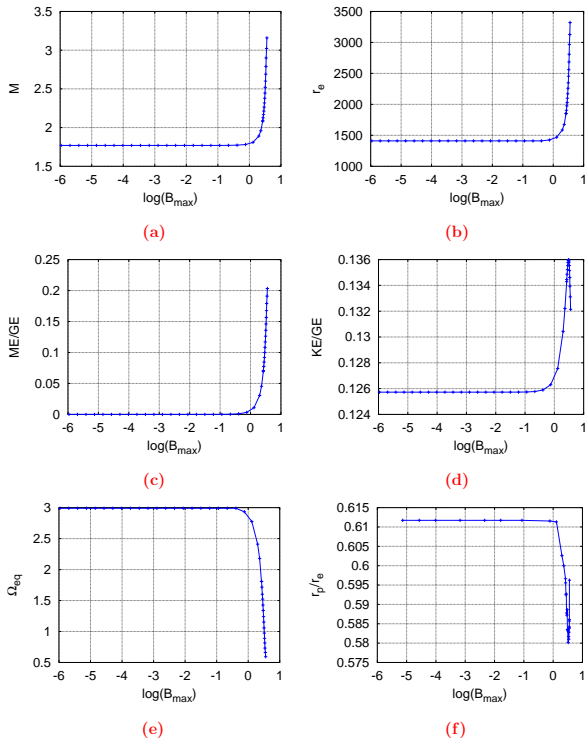 3.5
3
2.5
2
1.5
M
-6 -5 -4 -3 -2 -1 0 1
log(B_max)
(a)
3500
3000
2500
2000
1500
1000
r_e
-6 -5 -4 -3 -2 -1 0 1
log(B_max)
(b)
0.25
0.2
0.15
0.1
0.05
0
ME/GE
-6 -5 -4 -3 -2 -1 0 1
log(B_max)
(c)
0.136
0.13
0.128
0.126
0.124
KE/GE
-6 -5 -4 -3 -2 -1 0 1
log(B_max)
(d)
3
2.5
2
1.5
1
0.5
Ω_eq
-6 -5 -4 -3 -2 -1 0 1
log(B_max)
(e)
0.615
0.61
0.605
0.6
0.595
0.59
0.585
0.58
0.575
r_p/r_e
-6 -5 -4 -3 -2 -1 0 1
log(B_max)
(f)